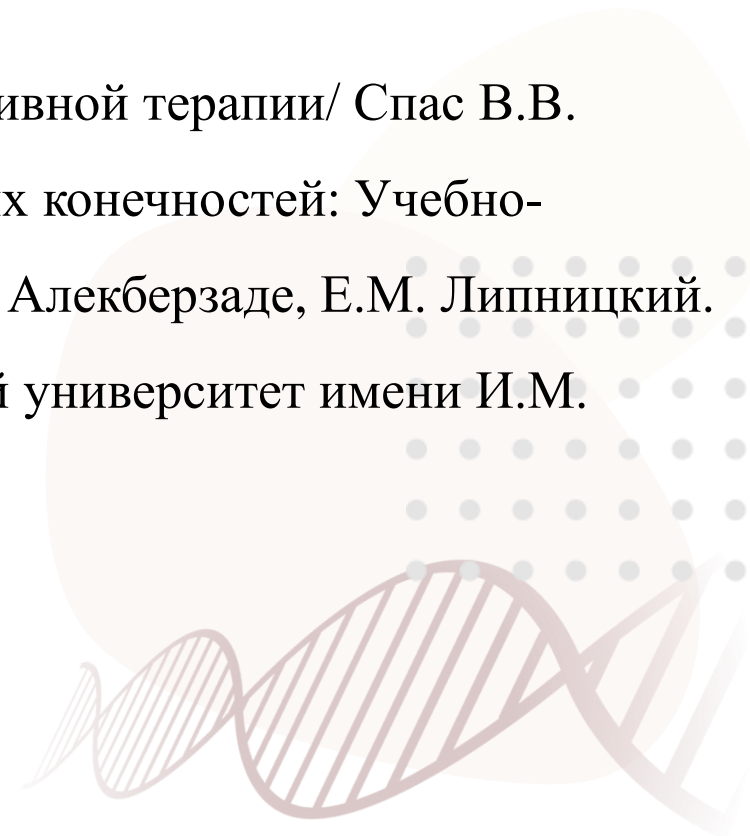 ивной терапии/ Спас В.В.
х конечностей: Учебно-
Алекберзаде, Е.М. Липницкий.
й университет имени И.М.